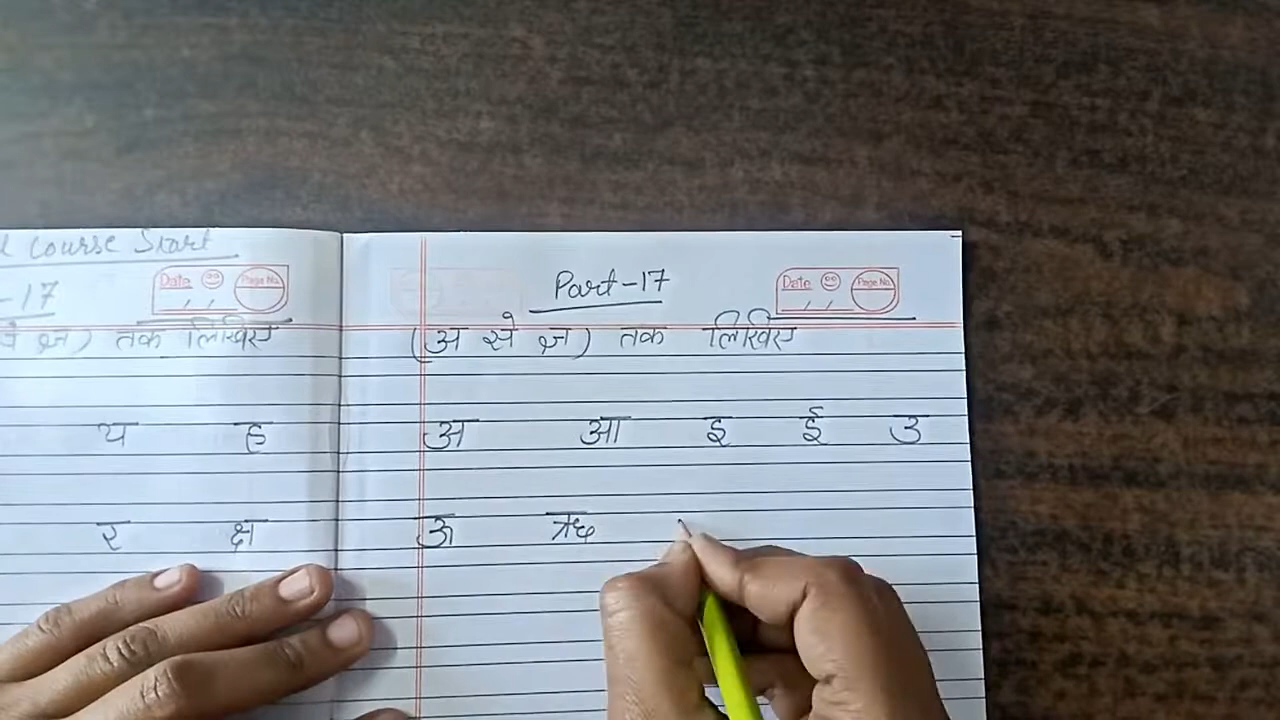 Course Start
-17
Date Page No.
ज्ञ) तक लिखिए
य ह
र क्ष
Part-17
Date Page No.
(अ से ज्ञ) तक लिखिए
अ आ इ ई उ
ऊ ऋ